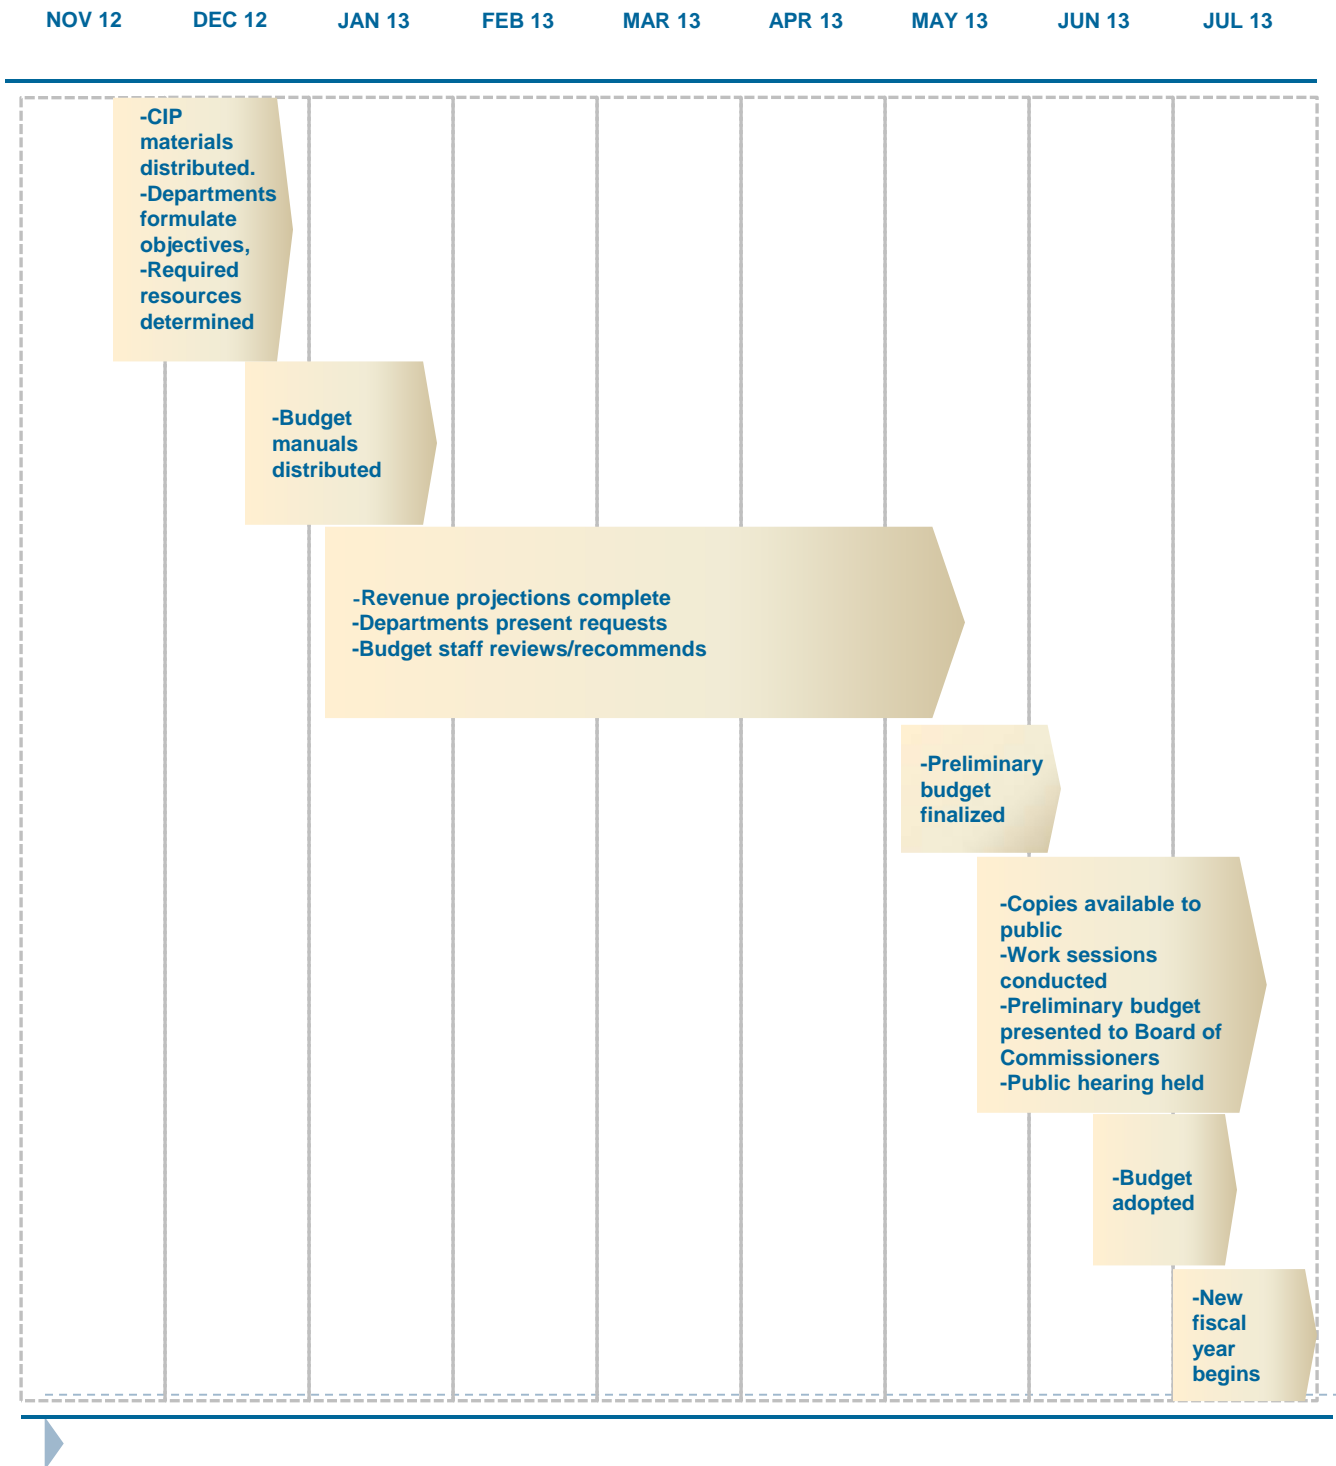 NOV 12 DEC 12 JAN 13 FEB 13 MAR 13 APR 13 MAY 13 JUN 13 JUL 13
-CIP
materials
distributed.
-Departments
formulate
objectives,
-Required
resources
determined
-Budget
manuals
distributed
-Revenue projections complete
-Departments present requests
-Budget staff reviews/recommends
-Preliminary
budget
finalized
-Copies available to
public
-Work sessions
conducted
-Preliminary budget
presented to Board of
Commissioners
-Public hearing held
-Budget
adopted
-New
fiscal
year
begins